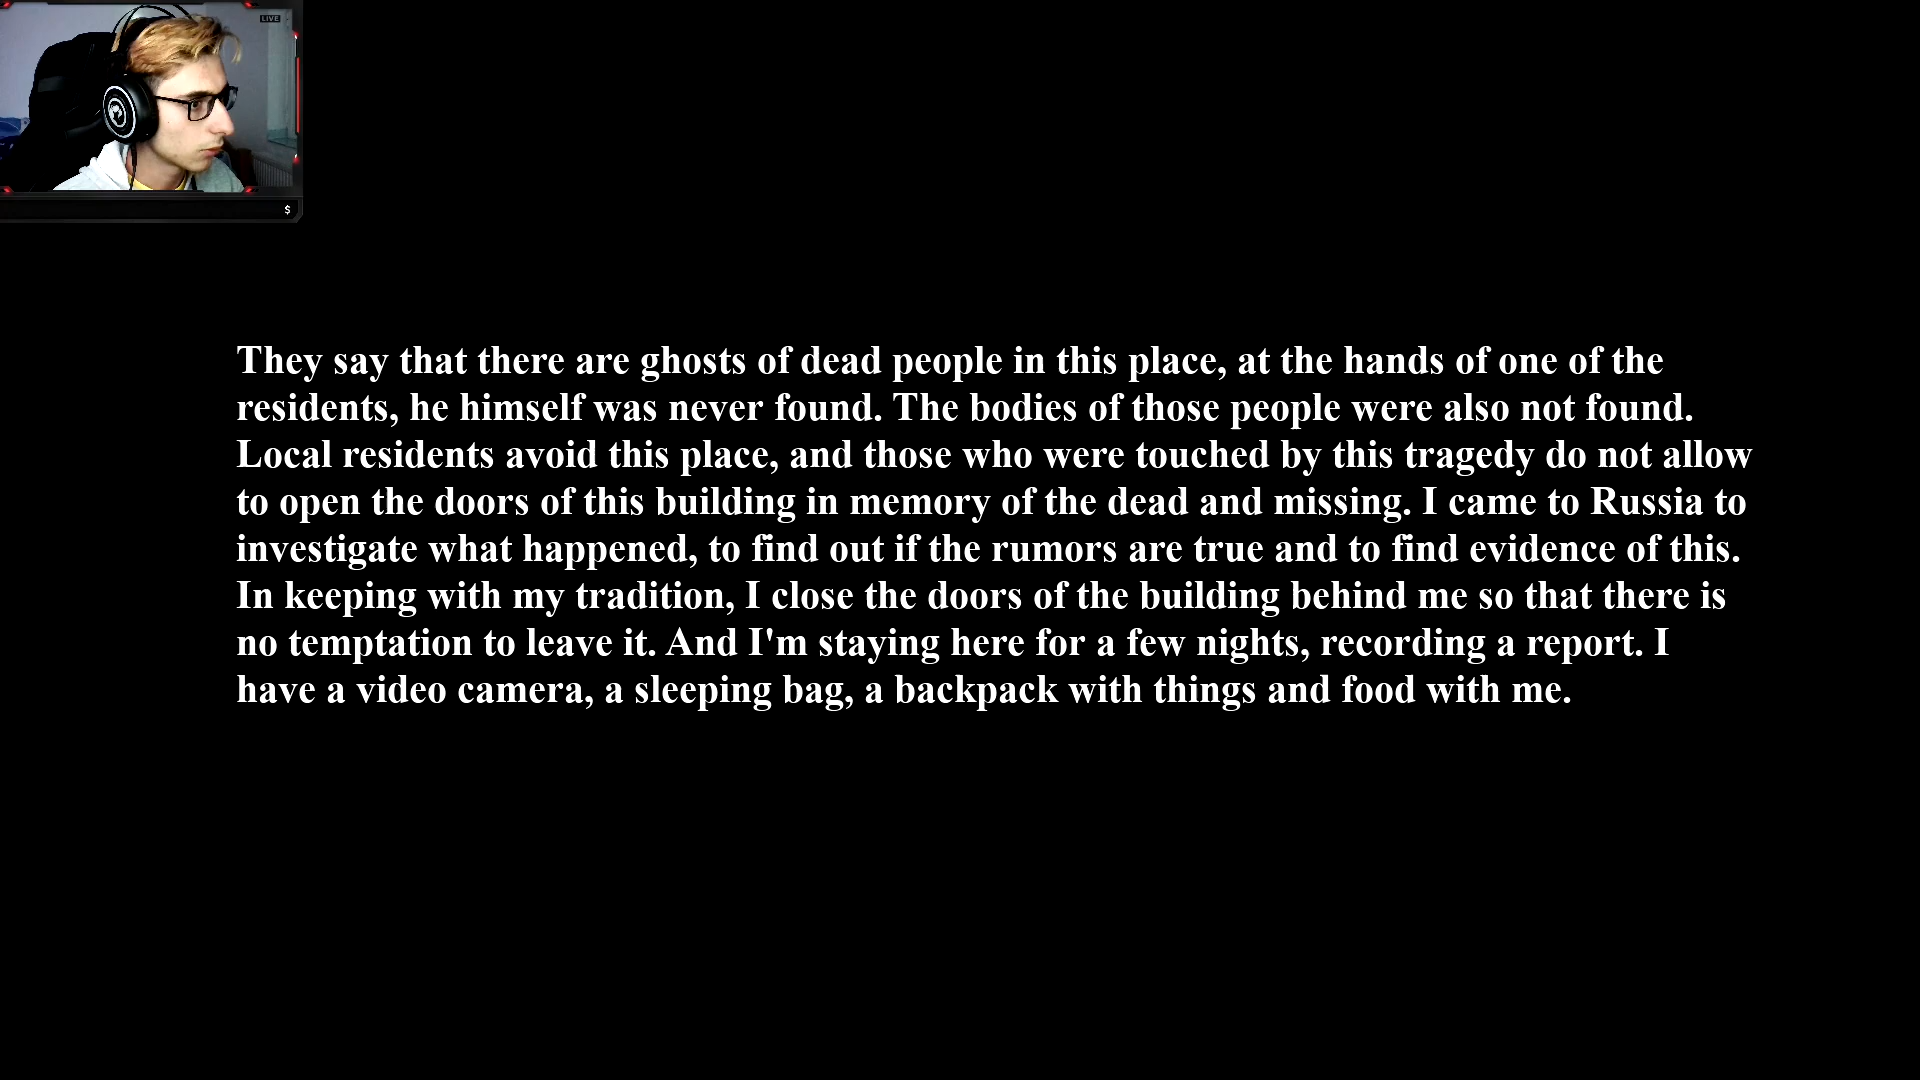 LIVE
$
They say that there are ghosts of dead people in this place, at the hands of one of the
residents, he himself was never found. The bodies of those people were also not found.
Local residents avoid this place, and those who were touched by this tragedy do not allow
to open the doors of this building in memory of the dead and missing. I came to Russia to
investigate what happened, to find out if the rumors are true and to find evidence of this.
In keeping with my tradition, I close the doors of the building behind me so that there is
no temptation to leave it. And I'm staying here for a few nights, recording a report. I
have a video camera, a sleeping bag, a backpack with things and food with me.